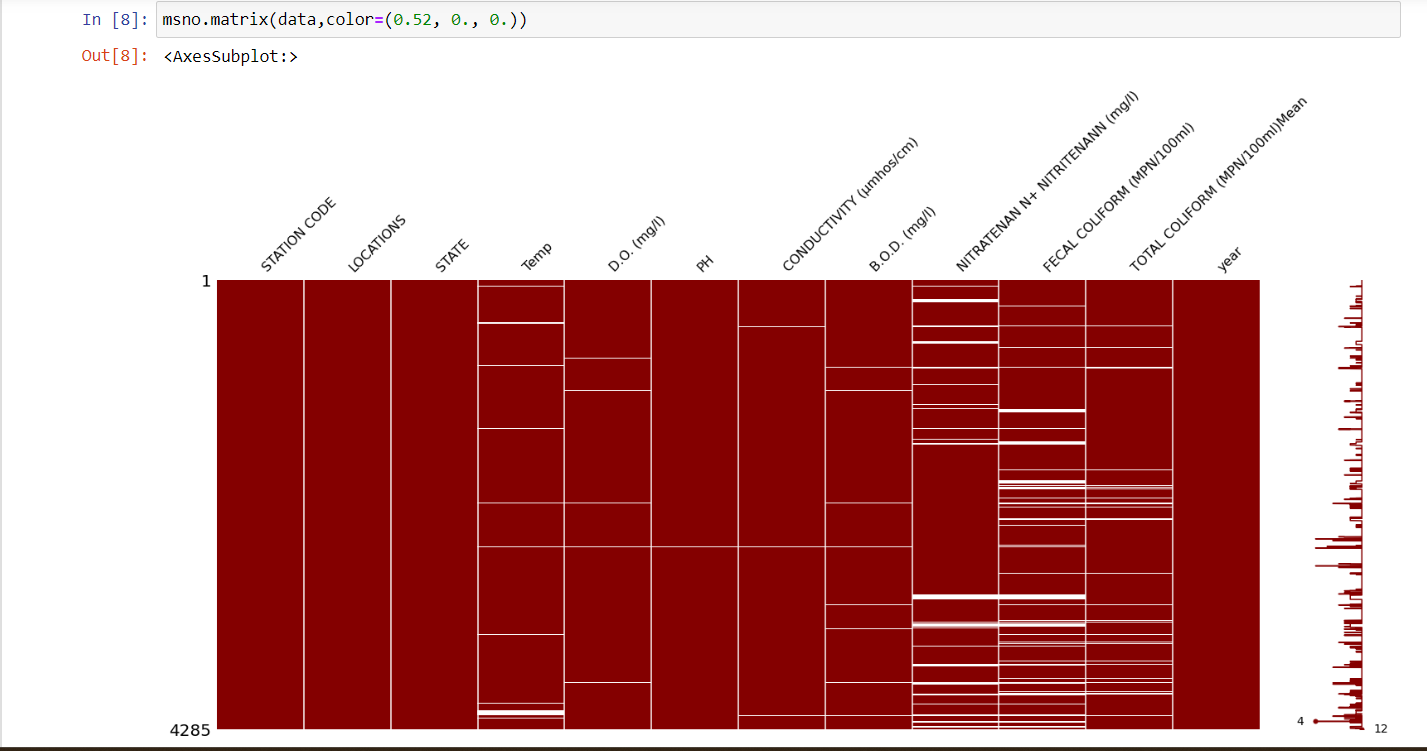 In [8]: msno.matrix(data,color=(0.52, 0., 0.))
Out[8]: <AxesSubplot:>
STATION CODE
LOCATIONS
STATE
Temp
D.O. (mg/l)
PH
CONDUCTIVITY (µmhos/cm)
B.O.D. (mg/l)
NITRATENAN N+ NITRITENANN (mg/l)
FECAL COLIFORM (MPN/100ml)
TOTAL COLIFORM (MPN/100ml)Mean
year
1
4285
4
12